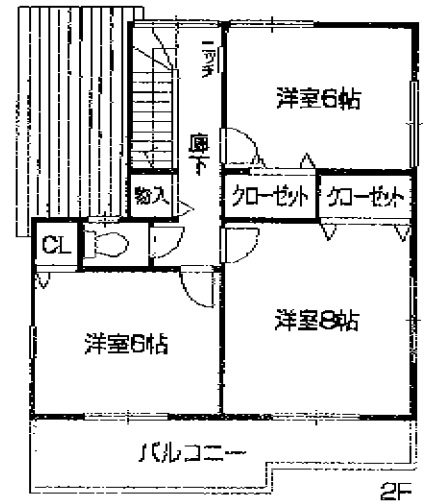 ニッチ
洋室6帖
廊下
物入
クローゼット
クローゼット
CL
洋室6帖
洋室8帖
バルコニー
2F